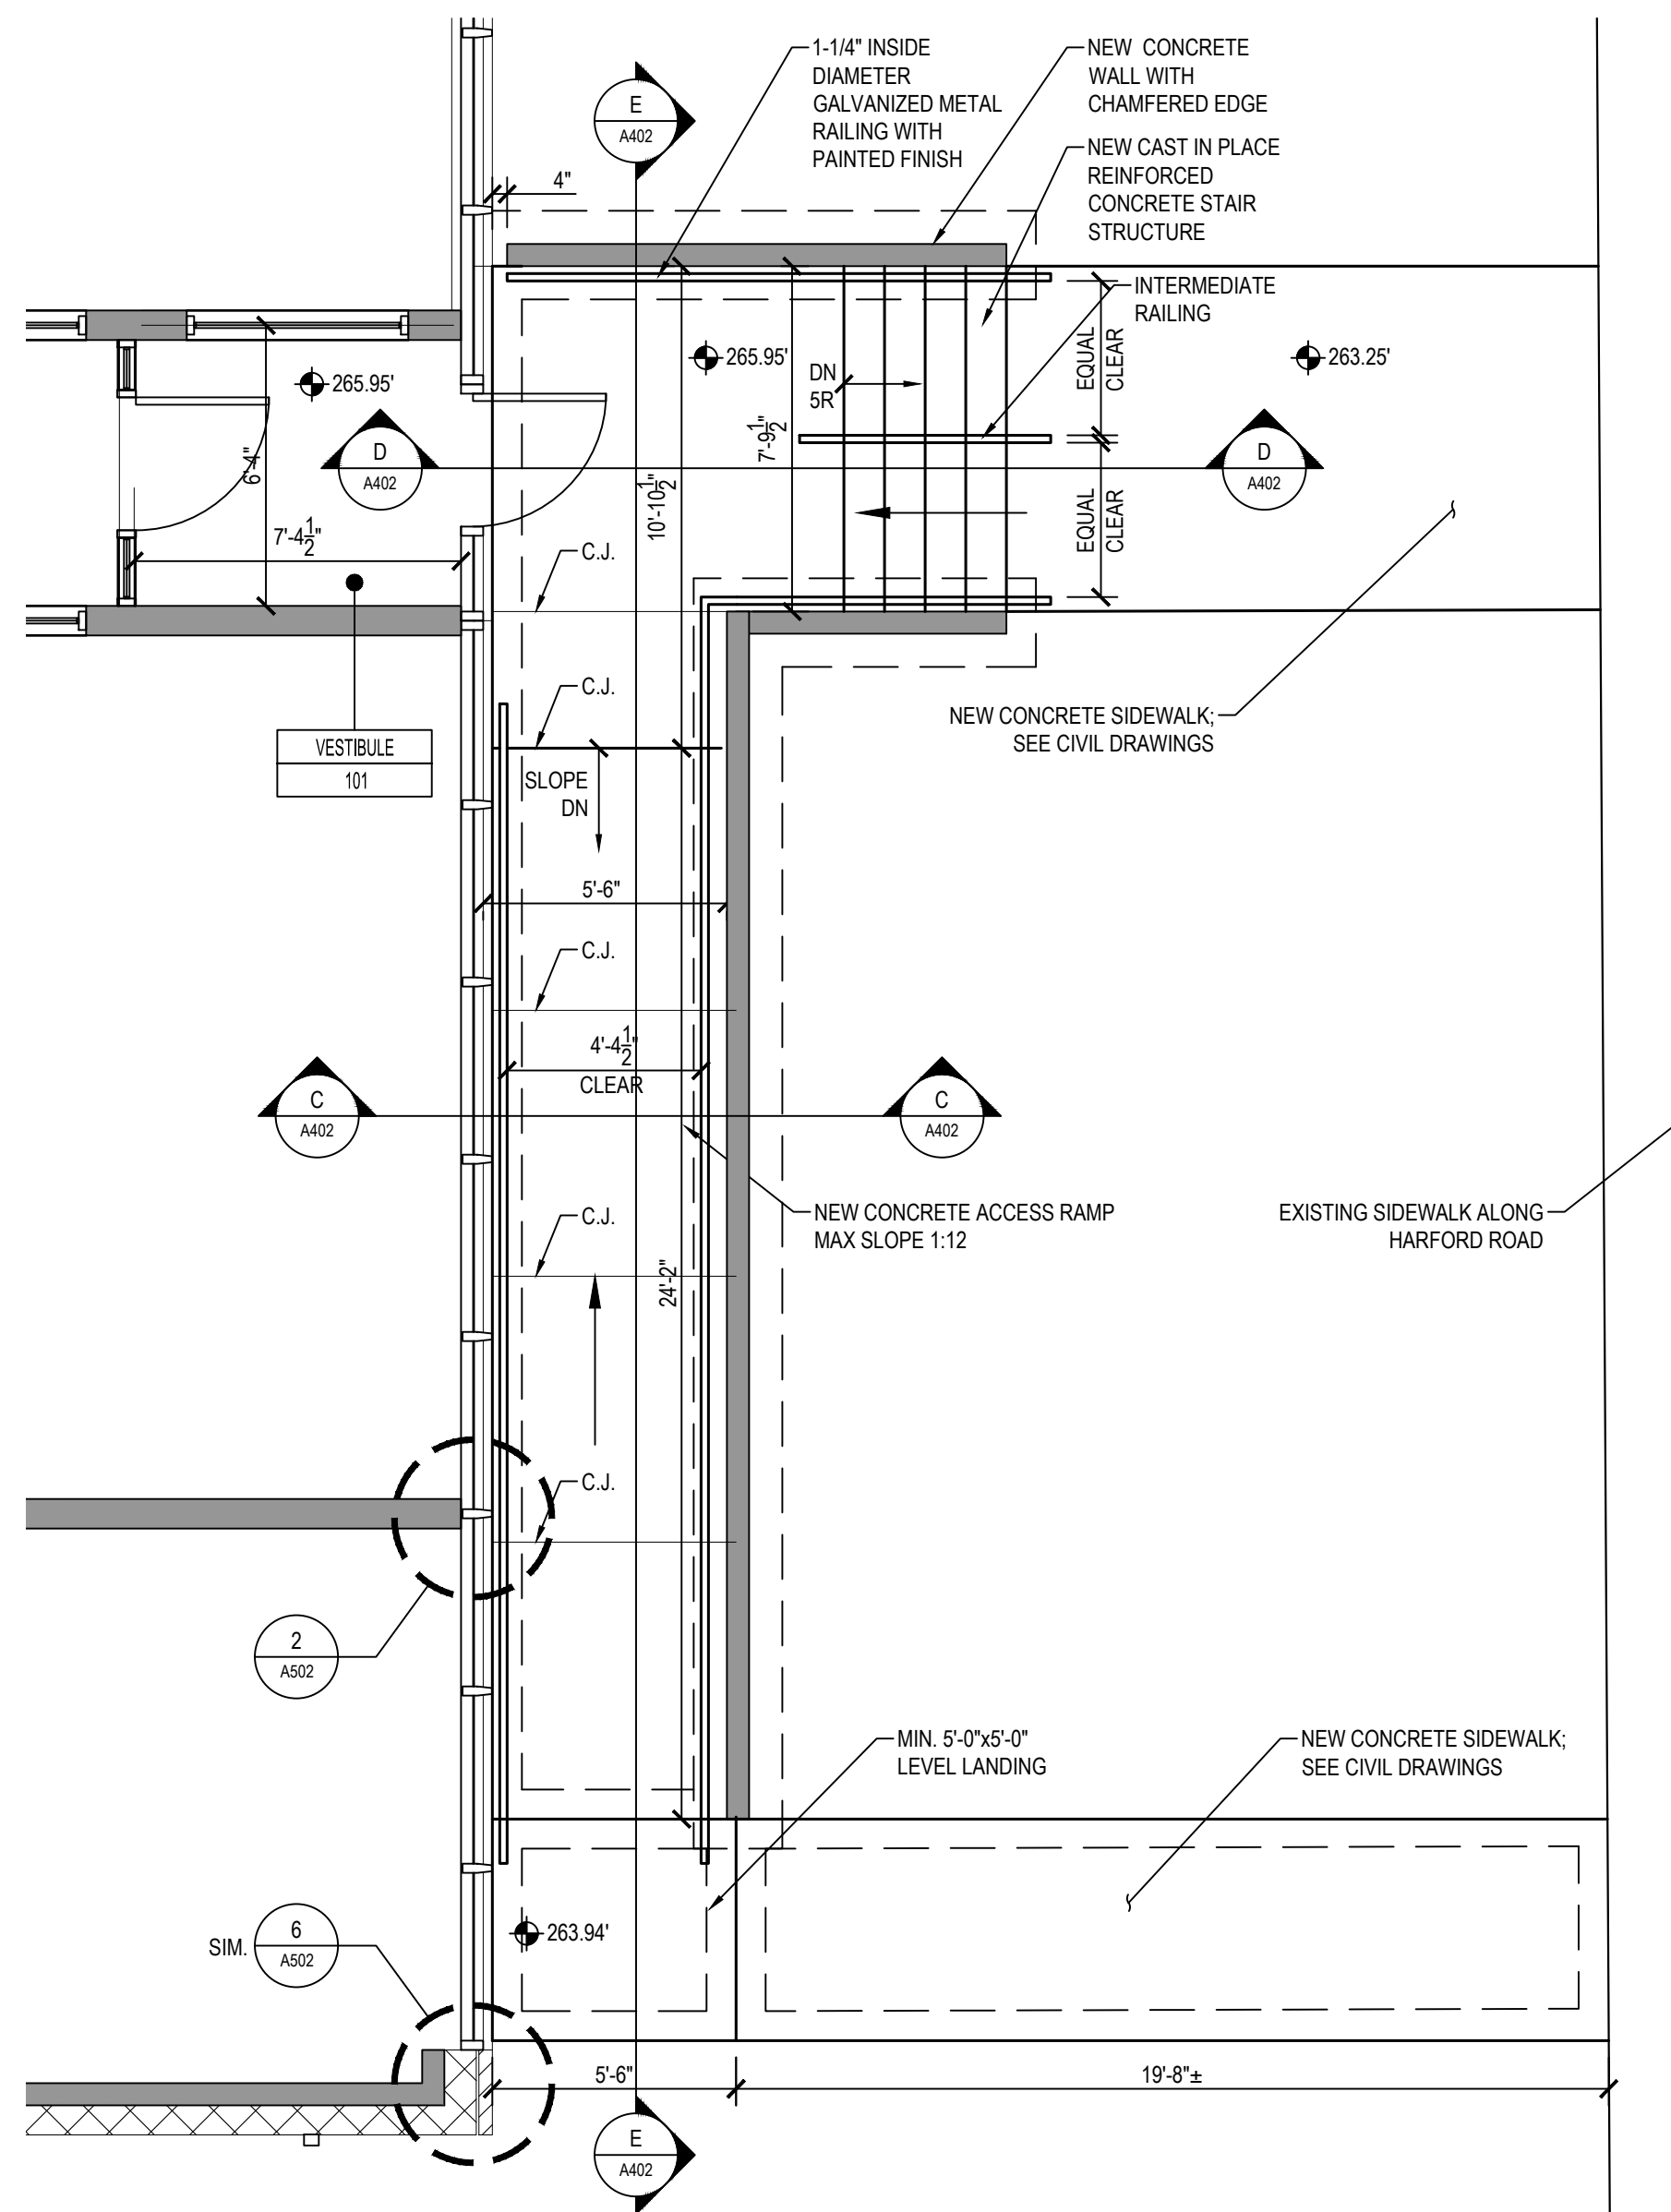 1-1/4" INSIDE
DIAMETER
GALVANIZED METAL
RAILING WITH
PAINTED FINISH
NEW CONCRETE
WALL WITH
CHAMFERED EDGE
NEW CAST IN PLACE
REINFORCED
CONCRETE STAIR
STRUCTURE
E
A402
4"
INTERMEDIATE
RAILING
EQUAL
CLEAR
265.95'
265.95'
263.25'
DN
5R
D
A402
D
A402
6'-4"
7'-4 1/2"
7'-9 1/2"
10'-10 1/2"
EQUAL
CLEAR
C.J.
C.J.
NEW CONCRETE SIDEWALK;
SEE CIVIL DRAWINGS
VESTIBULE
101
SLOPE
DN
5'-6"
C.J.
4'-4 1/2"
CLEAR
C
A402
C
A402
C.J.
NEW CONCRETE ACCESS RAMP
MAX SLOPE 1:12
EXISTING SIDEWALK ALONG
HARFORD ROAD
24'-2"
C.J.
2
A502
MIN. 5'-0"x5'-0"
LEVEL LANDING
NEW CONCRETE SIDEWALK;
SEE CIVIL DRAWINGS
263.94'
SIM.
6
A502
5'-6"
19'-8"±
E
A402